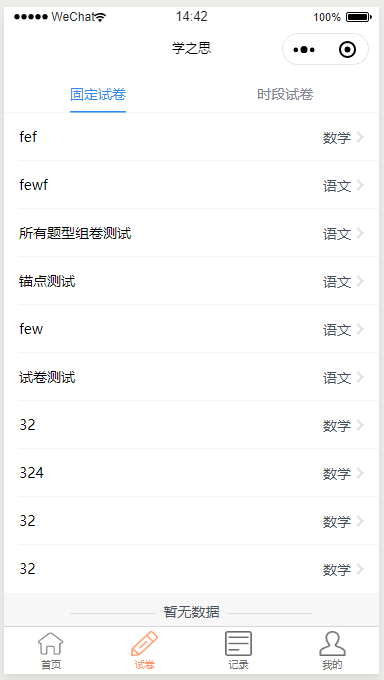 WeChat 14:42 100%
学之思
固定试卷 时段试卷
fef 数学
fewf 语文
所有题型组卷测试 语文
锚点测试 语文
few 语文
试卷测试 语文
32 数学
324 数学
32 数学
32 数学
暂无数据
首页 试卷 记录 我的